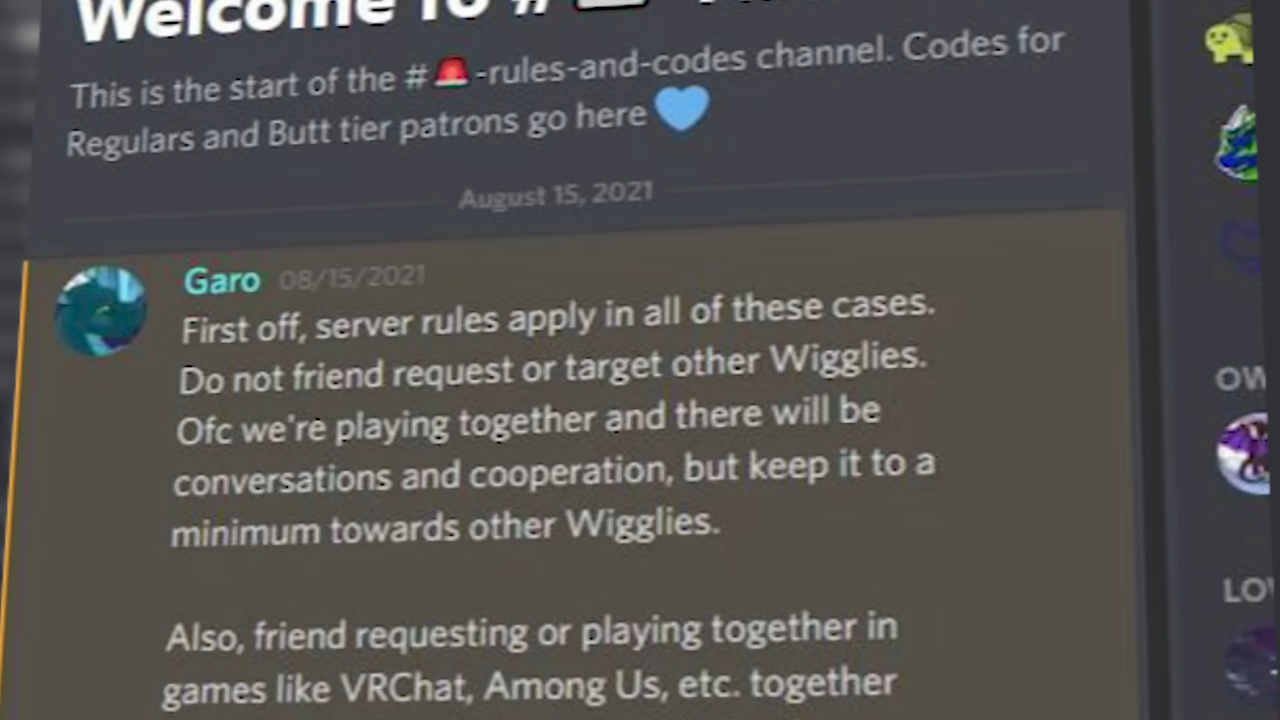 Welcome to #
This is the start of the #🚨-rules-and-codes channel. Codes for
Regulars and Butt tier patrons go here 💙
August 15, 2021
Garo 08/15/2021
First off, server rules apply in all of these cases.
Do not friend request or target other Wigglies.
Ofc we're playing together and there will be
conversations and cooperation, but keep it to a
minimum towards other Wigglies.
Also, friend requesting or playing together in
games like VRChat, Among Us, etc. together
OW